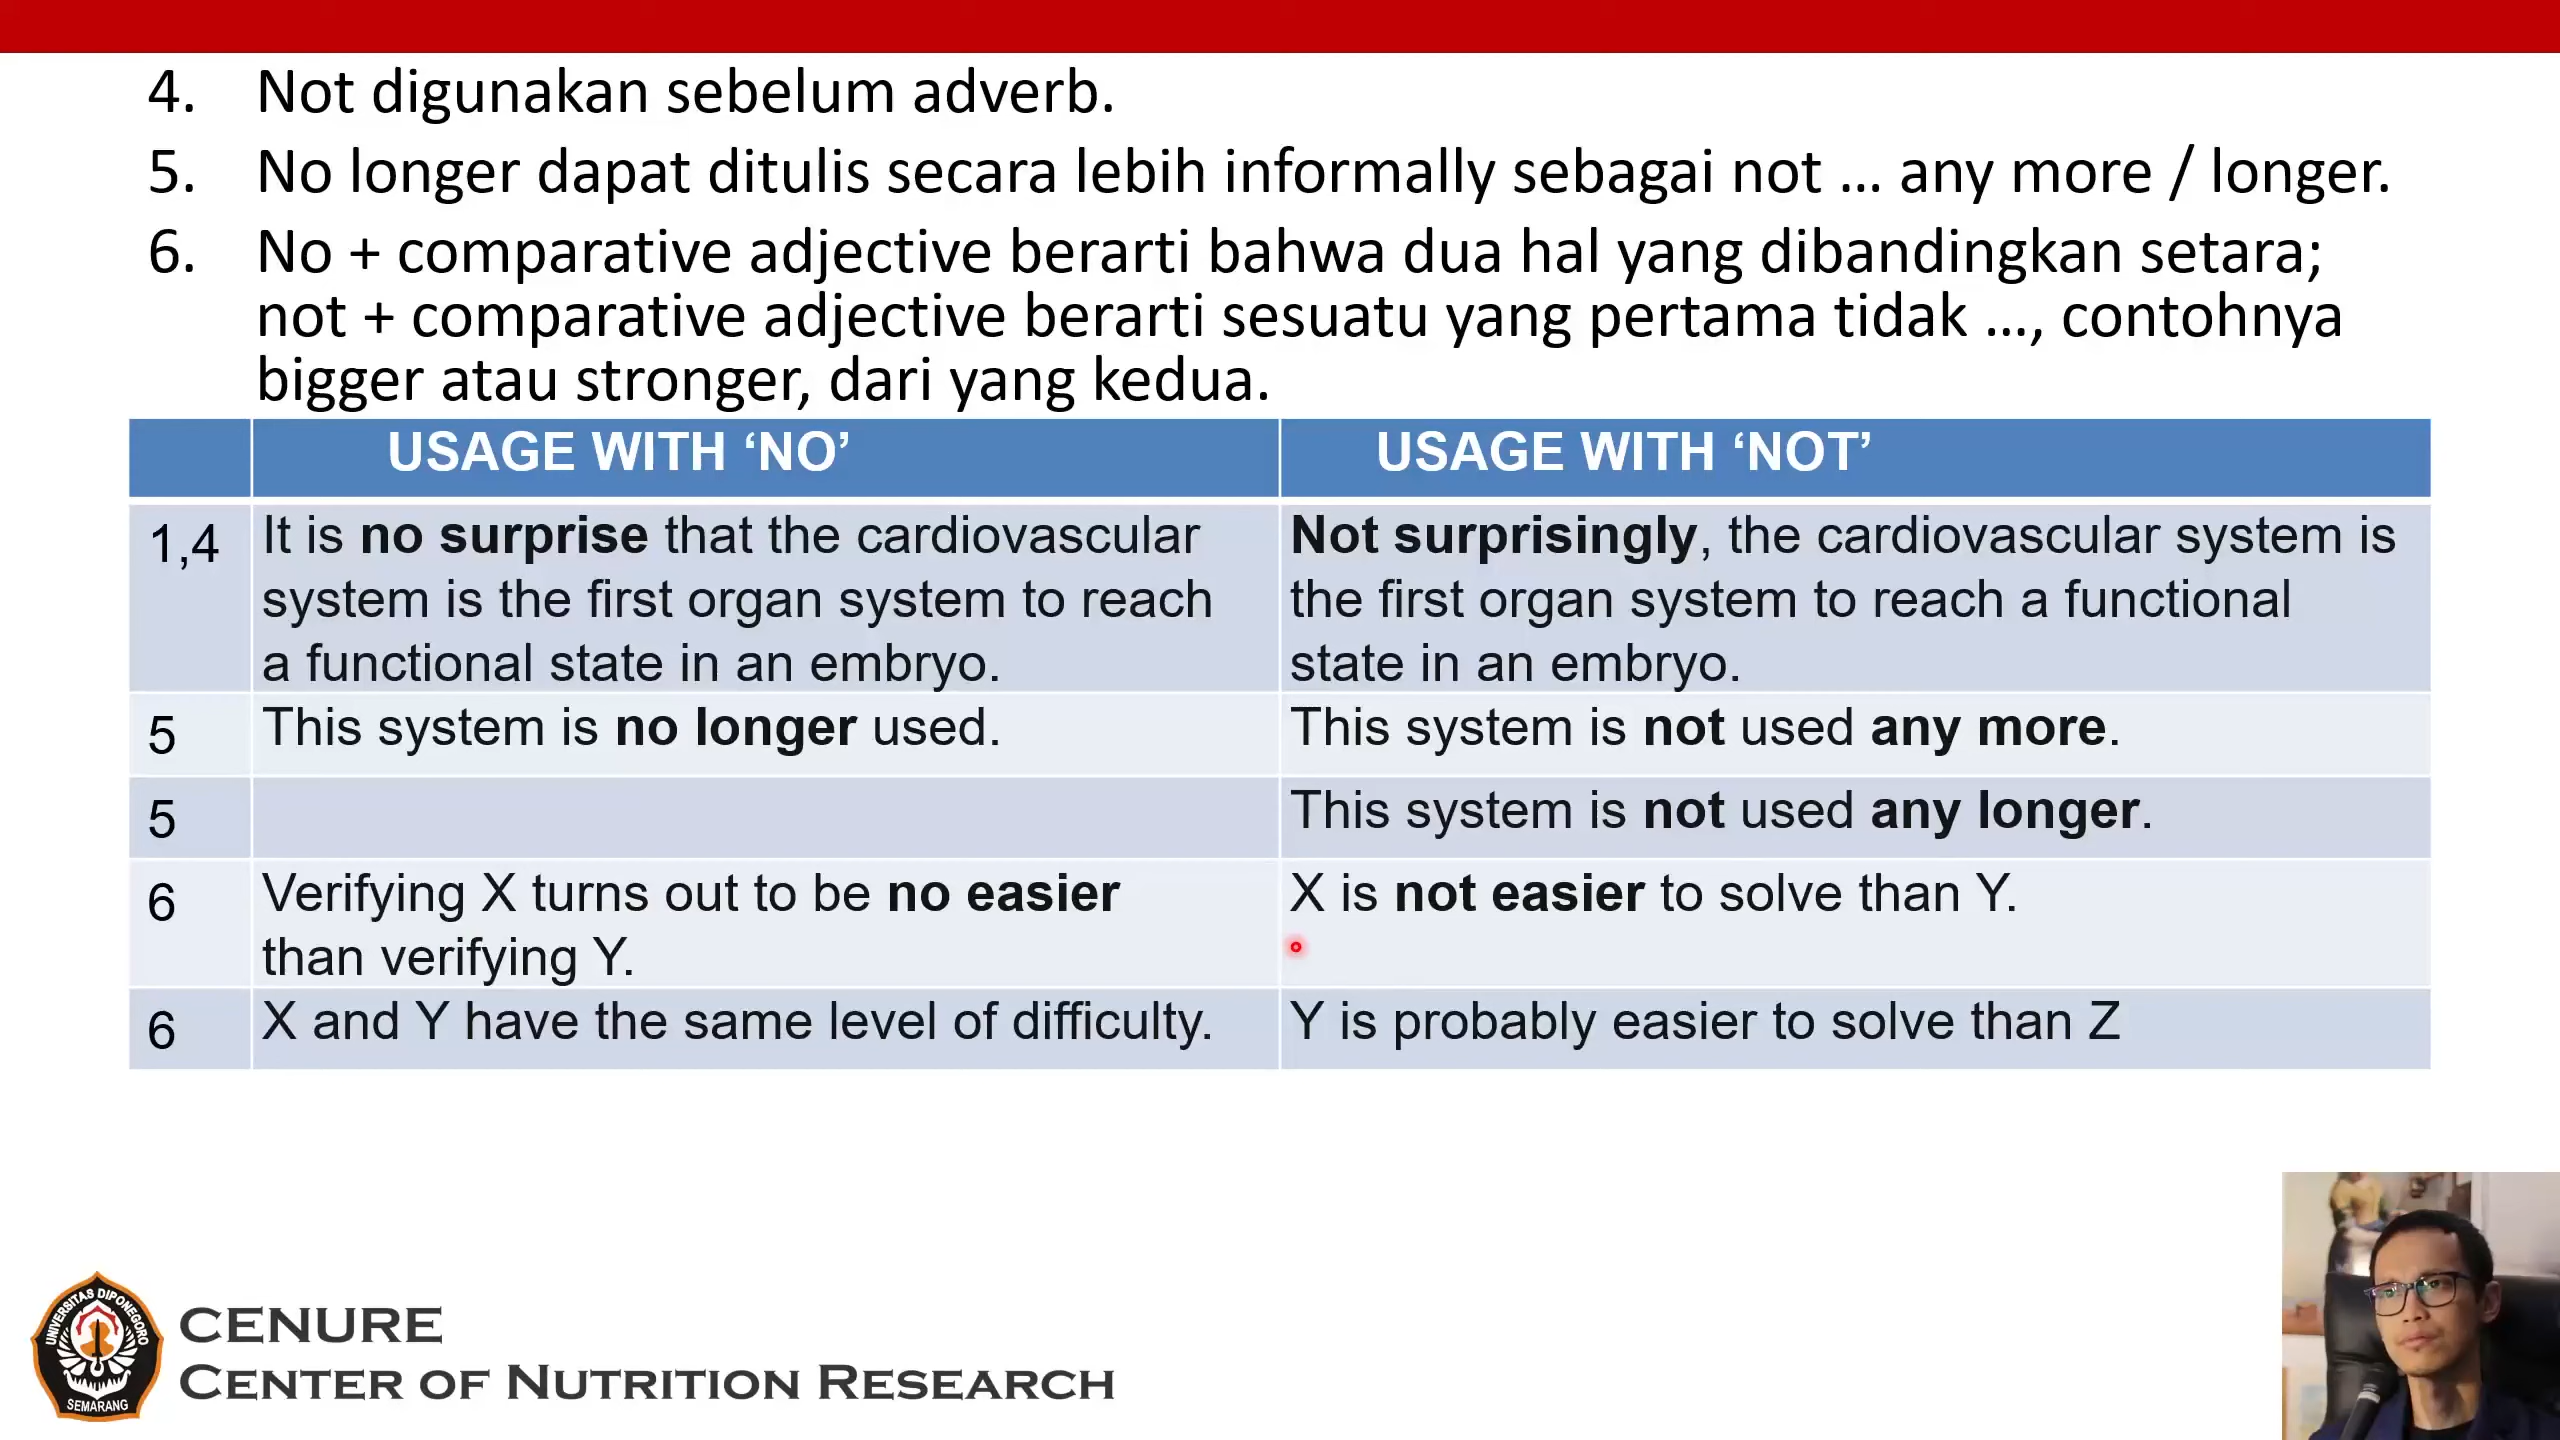 4. Not digunakan sebelum adverb.
5. No longer dapat ditulis secara lebih informally sebagai not ... any more / longer.
6. No + comparative adjective berarti bahwa dua hal yang dibandingkan setara;
not + comparative adjective berarti sesuatu yang pertama tidak ..., contohnya
bigger atau stronger, dari yang kedua.
USAGE WITH ‘NO’
USAGE WITH ‘NOT’
1,4
It is no surprise that the cardiovascular
system is the first organ system to reach
a functional state in an embryo.
Not surprisingly, the cardiovascular system is
the first organ system to reach a functional
state in an embryo.
5
This system is no longer used.
This system is not used any more.
5
This system is not used any longer.
6
Verifying X turns out to be no easier
than verifying Y.
X is not easier to solve than Y.
6
X and Y have the same level of difficulty.
Y is probably easier to solve than Z
UNIVERSITAS DIPONEGORO
SEMARANG
CENURE
CENTER OF NUTRITION RESEARCH